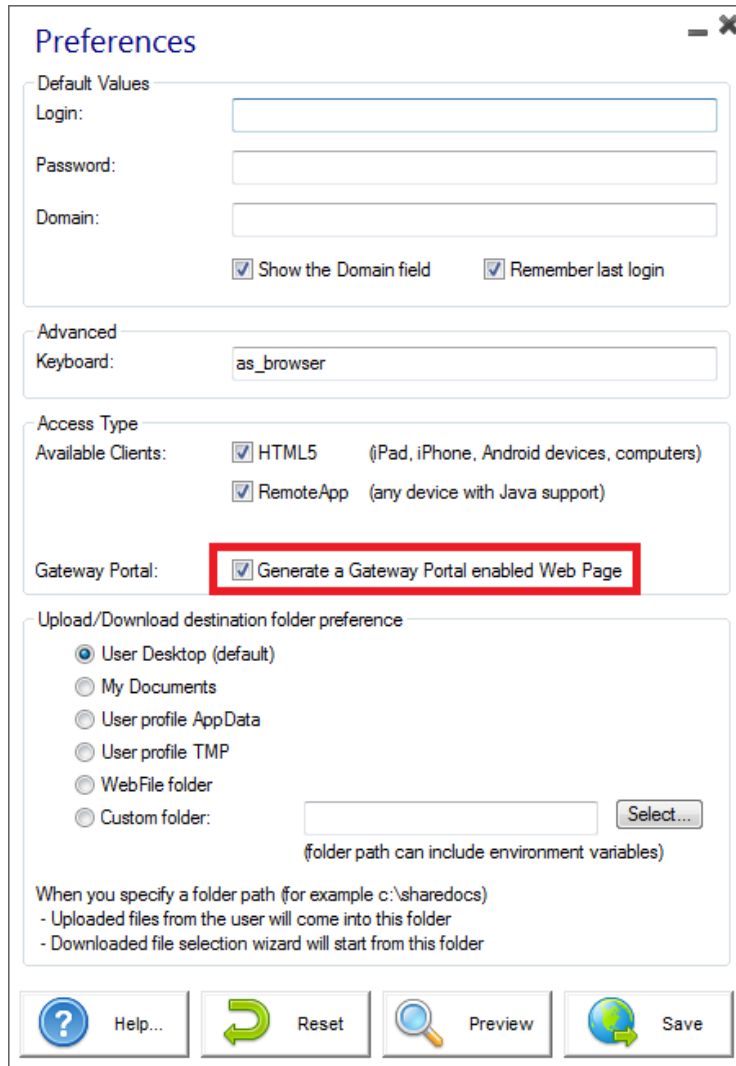 Preferences
Default Values
Login:
Password:
Domain:
Show the Domain field Remember last login
Advanced
Keyboard: as_browser
Access Type
Available Clients: HTML5 (iPad, iPhone, Android devices, computers)
RemoteApp (any device with Java support)
Gateway Portal: Generate a Gateway Portal enabled Web Page
Upload/Download destination folder preference
User Desktop (default)
My Documents
User profile AppData
User profile TMP
WebFile folder
Custom folder: Select...
(folder path can include environment variables)
When you specify a folder path (for example c:\sharedocs)
- Uploaded files from the user will come into this folder
- Downloaded file selection wizard will start from this folder
Help... Reset Preview Save